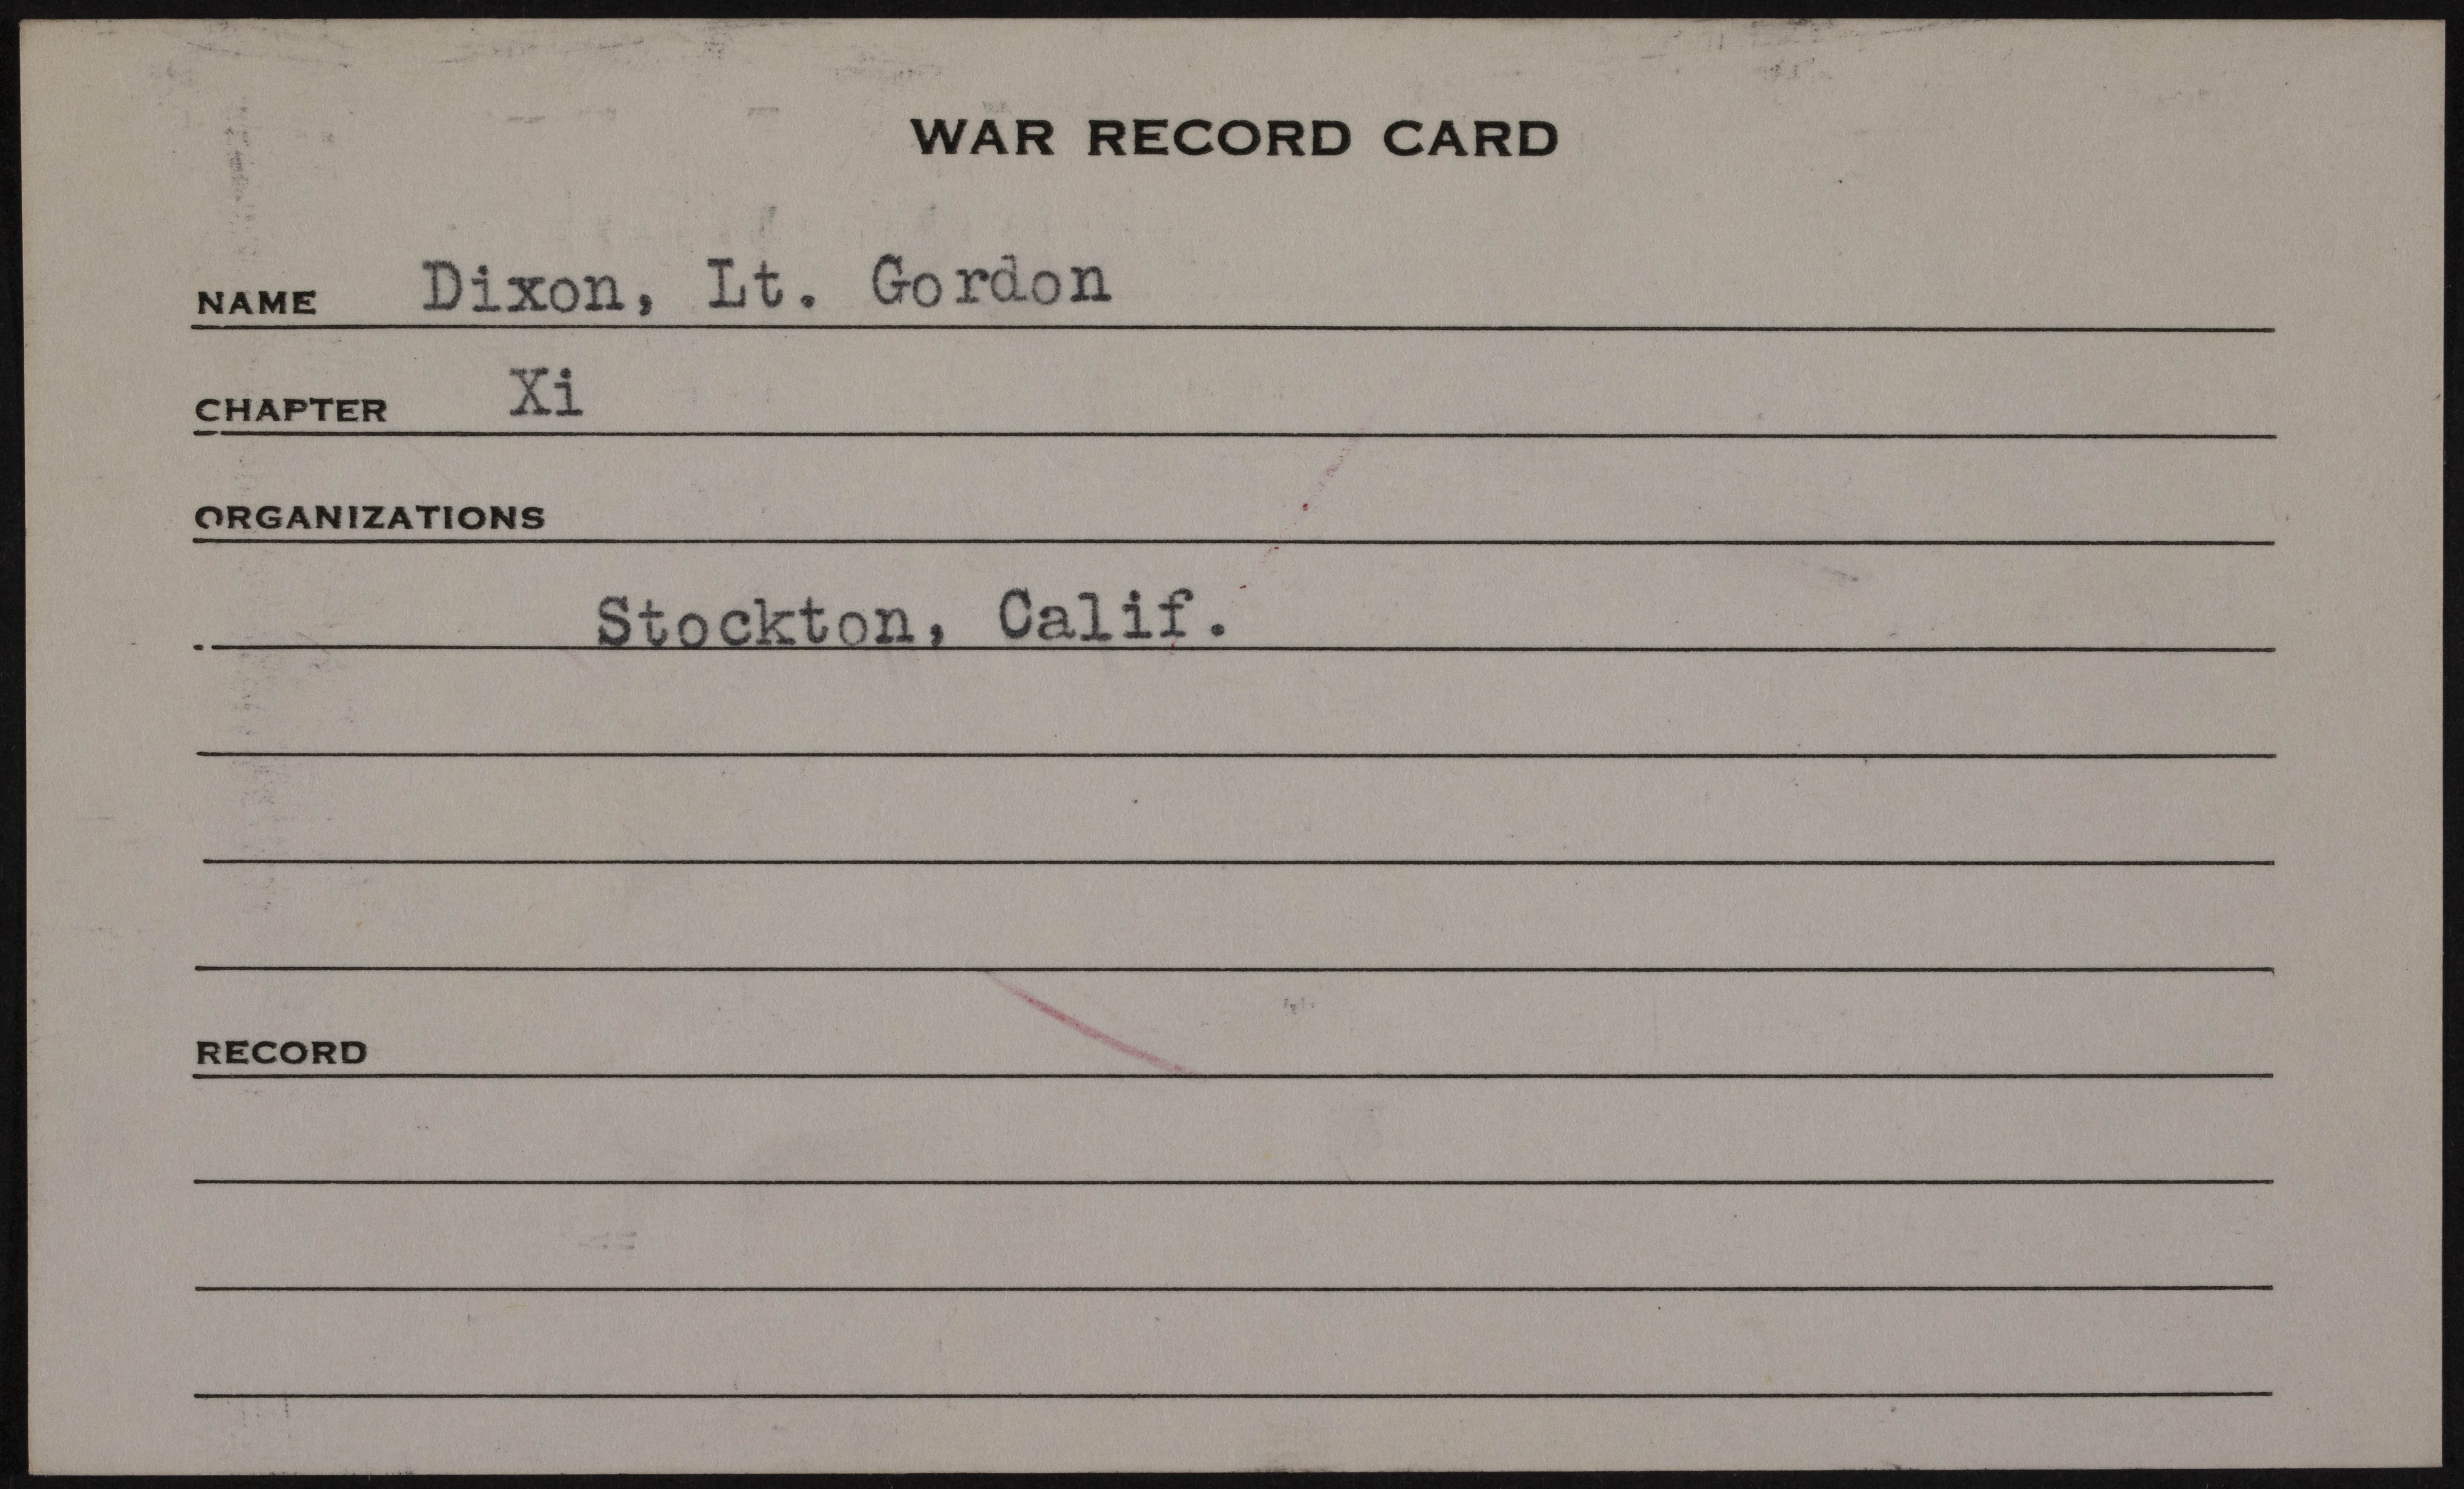 WAR RECORD CARD
NAME Dixon, Lt. Gordon
CHAPTER Xi
ORGANIZATIONS
Stockton, Calif.
RECORD